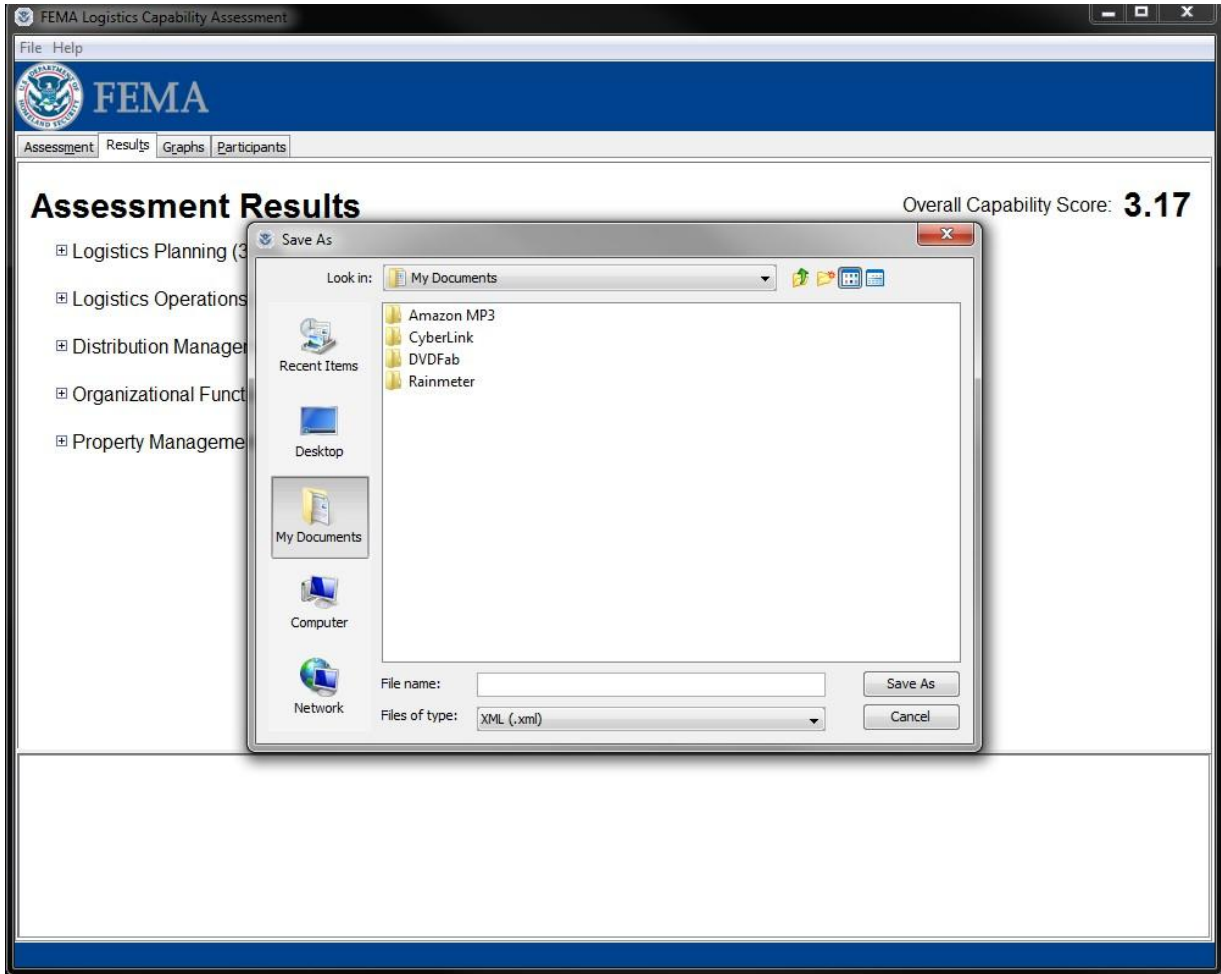 FEMA Logistics Capability Assessment
File Help
FEMA
Assessment Results Graphs Participants
Assessment Results
Overall Capability Score: 3.17
Logistics Planning (3
Logistics Operations
Distribution Manage
Organizational Funct
Property Manageme
Save As
Look in: My Documents
Recent Items
Desktop
My Documents
Computer
Network
Amazon MP3
CyberLink
DVDFab
Rainmeter
File name:
Save As
Files of type: XML (.xml)
Cancel